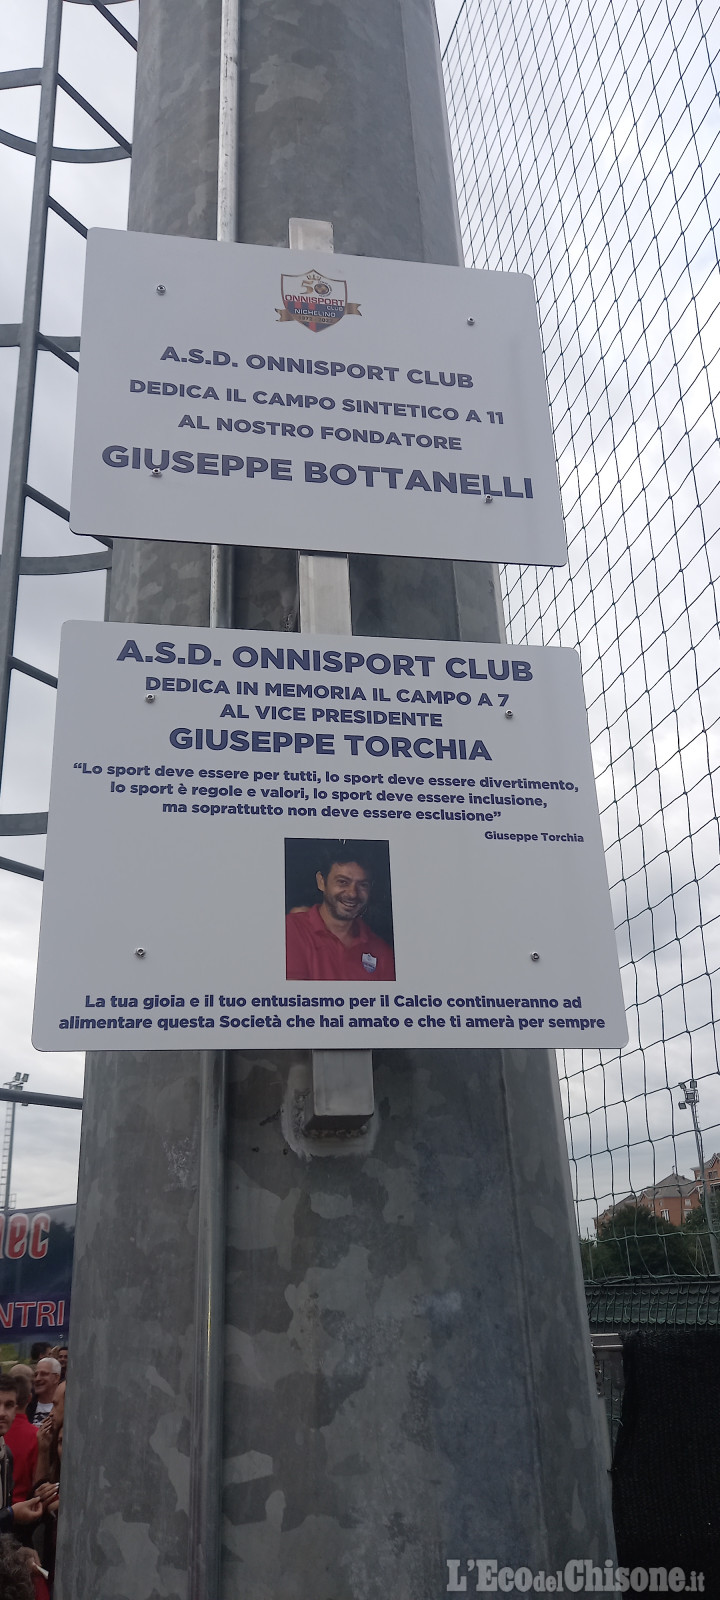 50
ONNISPORT
CLUB
NICHELINO
A.S.D. ONNISPORT CLUB
DEDICA IL CAMPO SINTETICO A 11
AL NOSTRO FONDATORE
GIUSEPPE BOTTANELLI
A.S.D. ONNISPORT CLUB
DEDICA IN MEMORIA IL CAMPO A 7
AL VICE PRESIDENTE
GIUSEPPE TORCHIA
“Lo sport deve essere per tutti, lo sport deve essere divertimento,
lo sport è regole e valori, lo sport deve essere inclusione,
ma soprattutto non deve essere esclusione”
Giuseppe Torchia
La tua gioia e il tuo entusiasmo per il Calcio continueranno ad
alimentare questa Società che hai amato e che ti amerà per sempre
NTRI
L'EcodelChisone.it